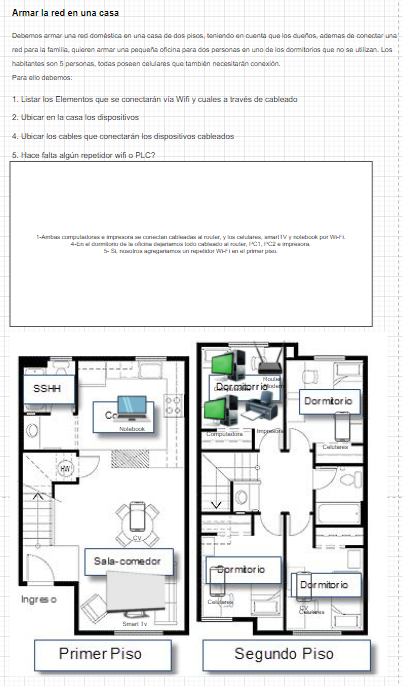 Armar la red en una casa
Debemos armar una red doméstica en una casa de dos pisos, teniendo en cuenta que los dueños, ademas de conectar una
red para la familia, quieren armar una pequeña oficina para dos personas en uno de los dormitorios que no se utilizan. Los
habitantes son 5 personas, todas poseen celulares que también necesitarán conexión.
Para ello debemos:
1. Listar los Elementos que se conectarán vía Wifi y cuales a través de cableado
2. Ubicar en la casa los dispositivos
4. Ubicar los cables que conectarán los dispositivos cableados
5. Hace falta algún repetidor wifi o PLC?
1-Ambas computadoras e impresora se conectan cableadas al router, y los celulares, smart TV y notebook por Wi-Fi.
4-En el dormitorio de la oficina dejariamos todo cableado al router, PC1, PC2 e impresora.
5- Si, nosotros agregariamos un repetidor Wi-Fi en el primer piso.
SSHH
Co
Notebook
HW
CV
Sala-comedor
Ingreso
Smart Tv
Primer Piso
Router
Modem
Dormitorio
Computadora
Impresora
Dormitorio
Celulares
Dormitorio
Celulares
Dormitorio
CV
Celulares
Segundo Piso